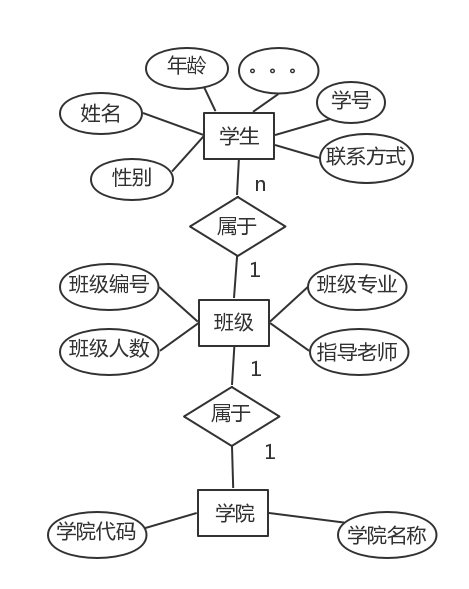 年龄
。。。
姓名
学号
学生
联系方式
性别
n
属于
1
班级编号
班级专业
班级
班级人数
指导老师
1
属于
1
学院
学院代码
学院名称